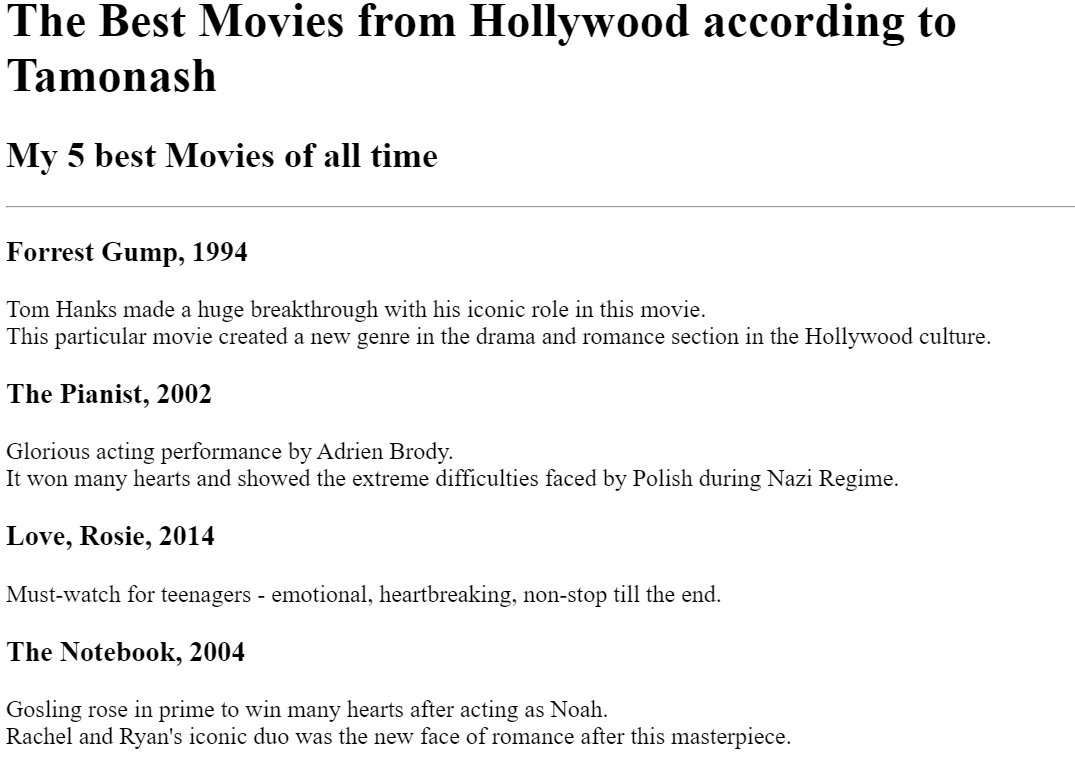 The Best Movies from Hollywood according to
Tamonash
My 5 best Movies of all time
Forrest Gump, 1994
Tom Hanks made a huge breakthrough with his iconic role in this movie.
This particular movie created a new genre in the drama and romance section in the Hollywood culture.
The Pianist, 2002
Glorious acting performance by Adrien Brody.
It won many hearts and showed the extreme difficulties faced by Polish during Nazi Regime.
Love, Rosie, 2014
Must-watch for teenagers - emotional, heartbreaking, non-stop till the end.
The Notebook, 2004
Gosling rose in prime to win many hearts after acting as Noah.
Rachel and Ryan's iconic duo was the new face of romance after this masterpiece.